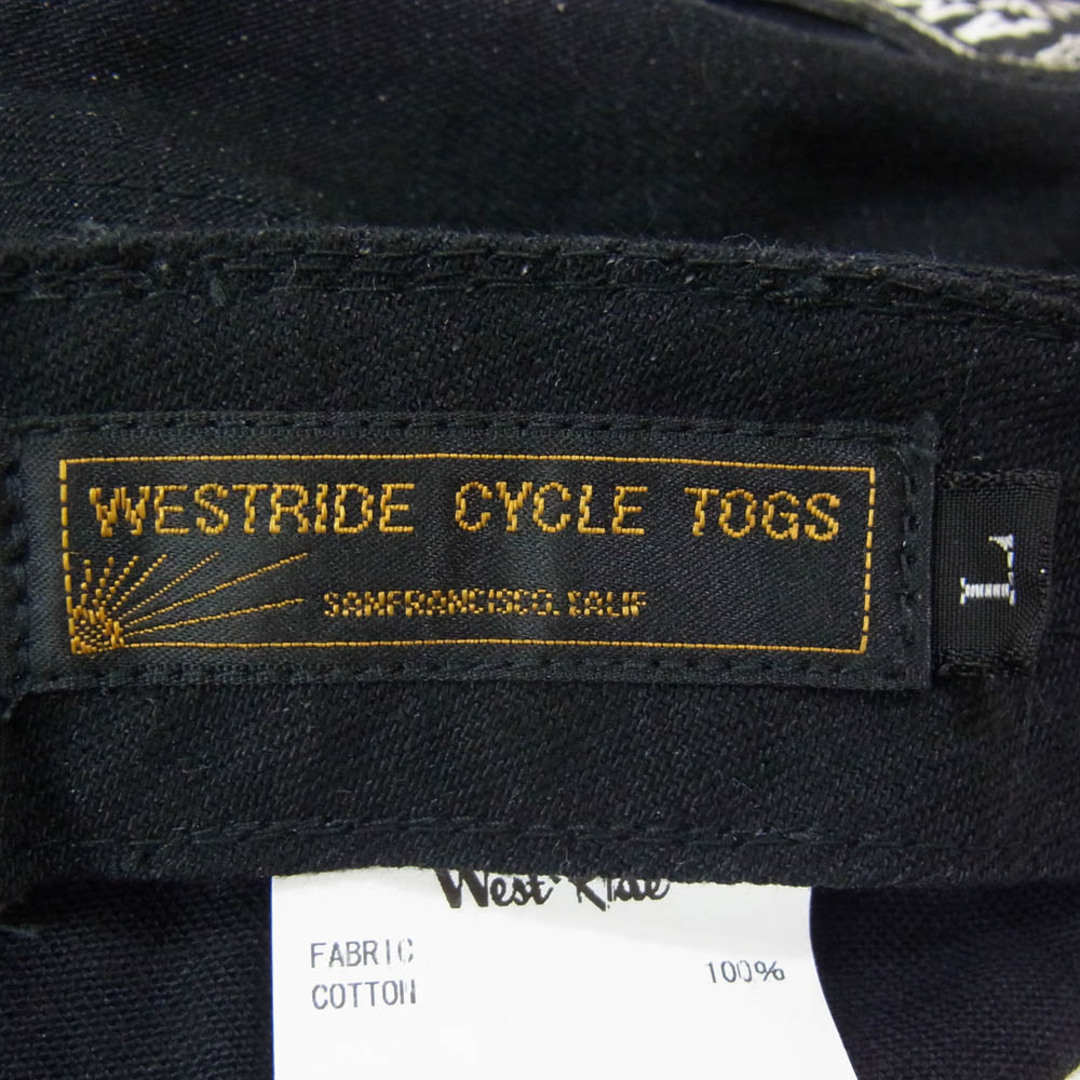 WESTRIDE CYCLE TOGS
SANFRANCISCO.CALIF
L
West Ride
FABRIC
COTTON 100%